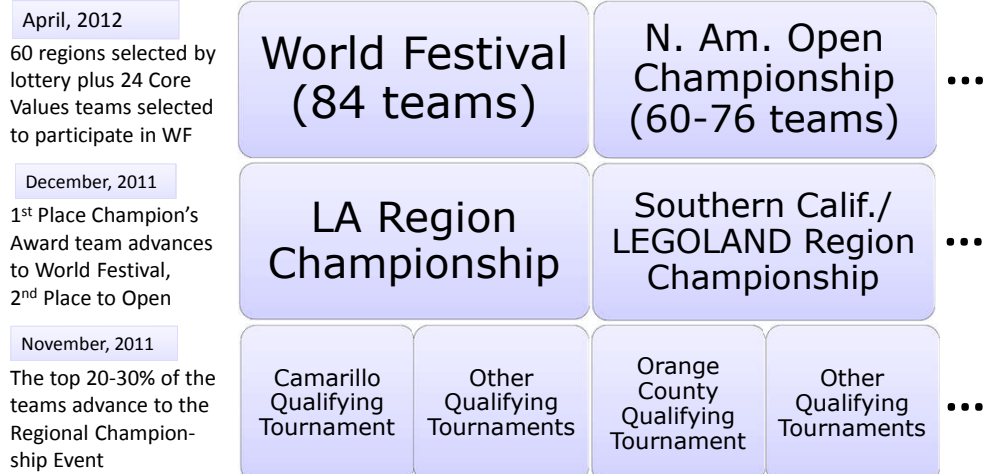 April, 2012
60 regions selected by
lottery plus 24 Core
Values teams selected
to participate in WF
World Festival
(84 teams)
N. Am. Open
Championship
(60-76 teams)
...
December, 2011
1st Place Champion’s
Award team advances
to World Festival,
2nd Place to Open
LA Region
Championship
Southern Calif./
LEGOLAND Region
Championship
...
November, 2011
The top 20-30% of the
teams advance to the
Regional Champion-
ship Event
Camarillo
Qualifying
Tournament
Other
Qualifying
Tournaments
Orange
County
Qualifying
Tournament
Other
Qualifying
Tournaments
...